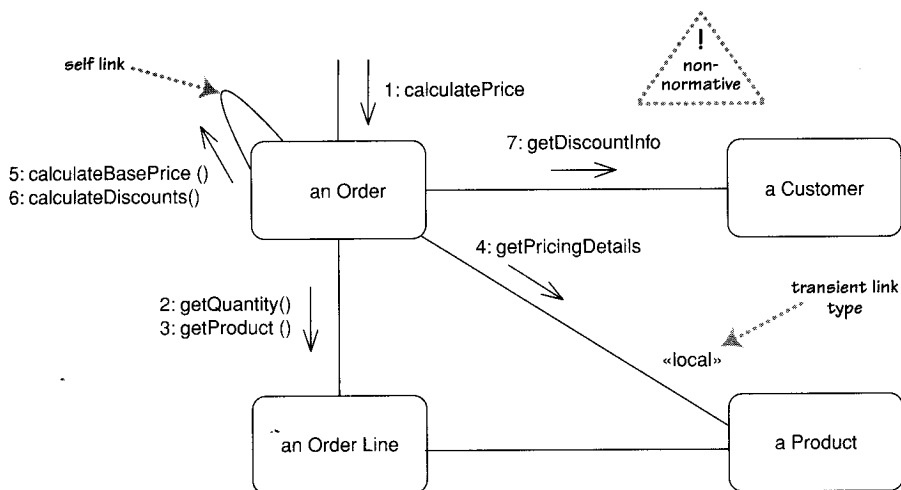 !
non-
normative
self link
1: calculatePrice
7: getDiscountInfo
5: calculateBasePrice ()
6: calculateDiscounts()
an Order
a Customer
4: getPricingDetails
2: getQuantity()
3: getProduct ()
transient link
type
«local»
an Order Line
a Product